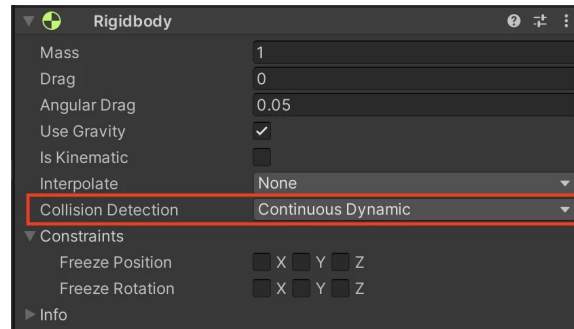 Rigidbody
Mass 1
Drag 0
Angular Drag 0.05
Use Gravity
Is Kinematic
Interpolate None
Collision Detection Continuous Dynamic
Constraints
Freeze Position X Y Z
Freeze Rotation X Y Z
Info